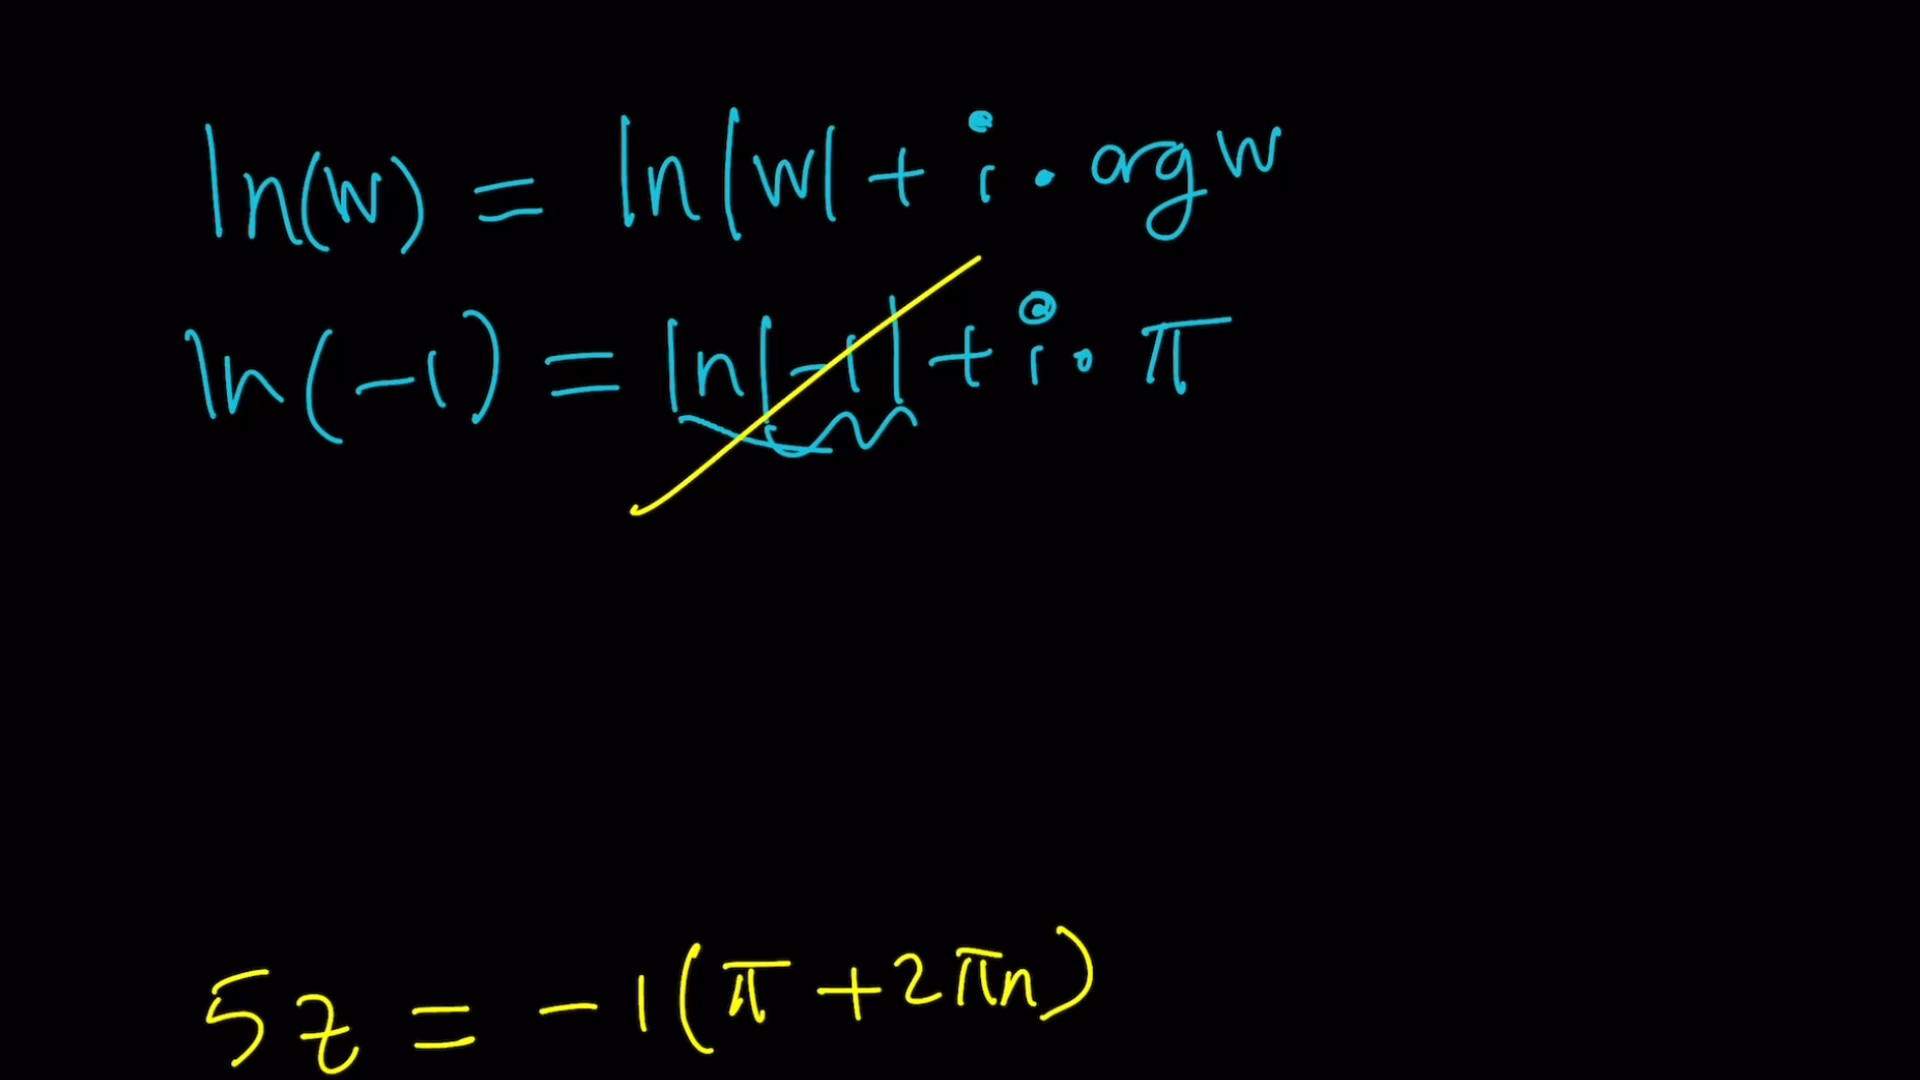 ln(w) = ln|w| + i · arg w
ln(-1) = ln|-1| + i · π
5z = -1(π + 2πn)